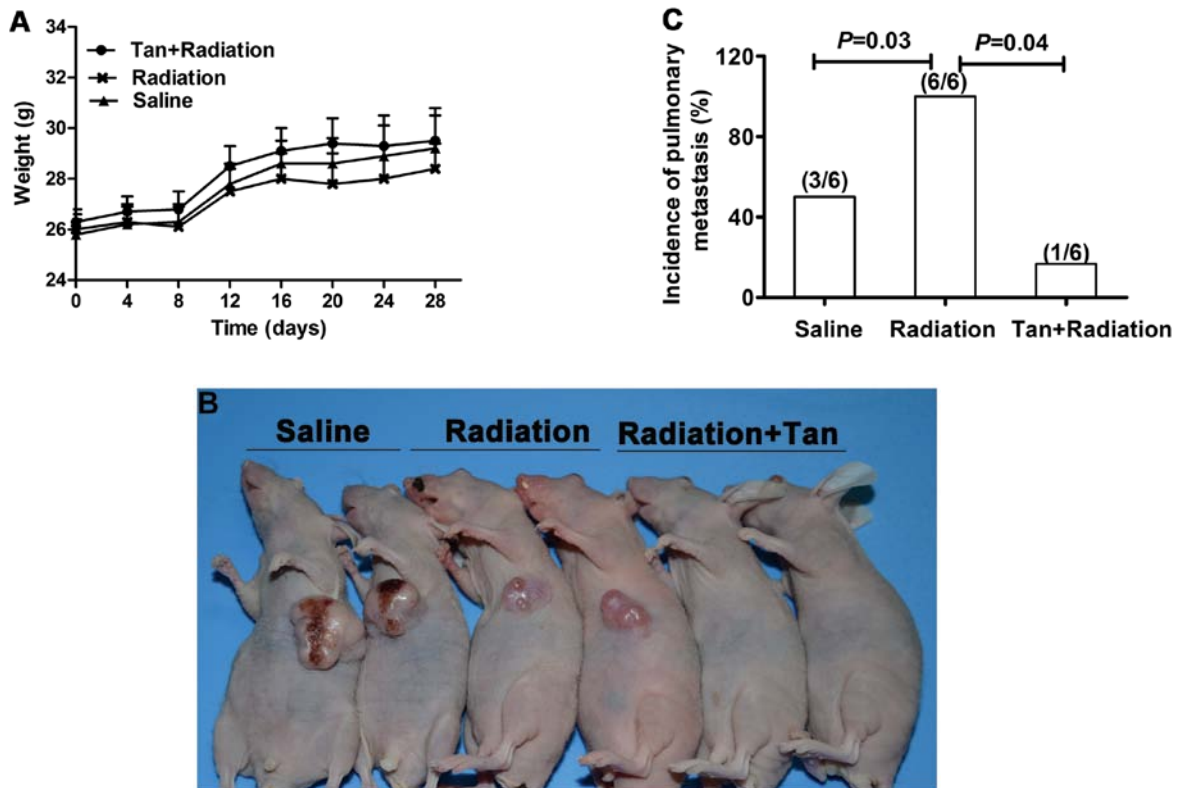 A
34
32
30
28
26
24
Weight (g)
Tan+Radiation
Radiation
Saline
0 4 8 12 16 20 24 28
Time (days)
C
P=0.03 P=0.04
120
80
40
0
Incidence of pulmonary
metastasis (%)
(3/6)
(6/6)
(1/6)
Saline Radiation Tan+Radiation
B
Saline Radiation Radiation+Tan